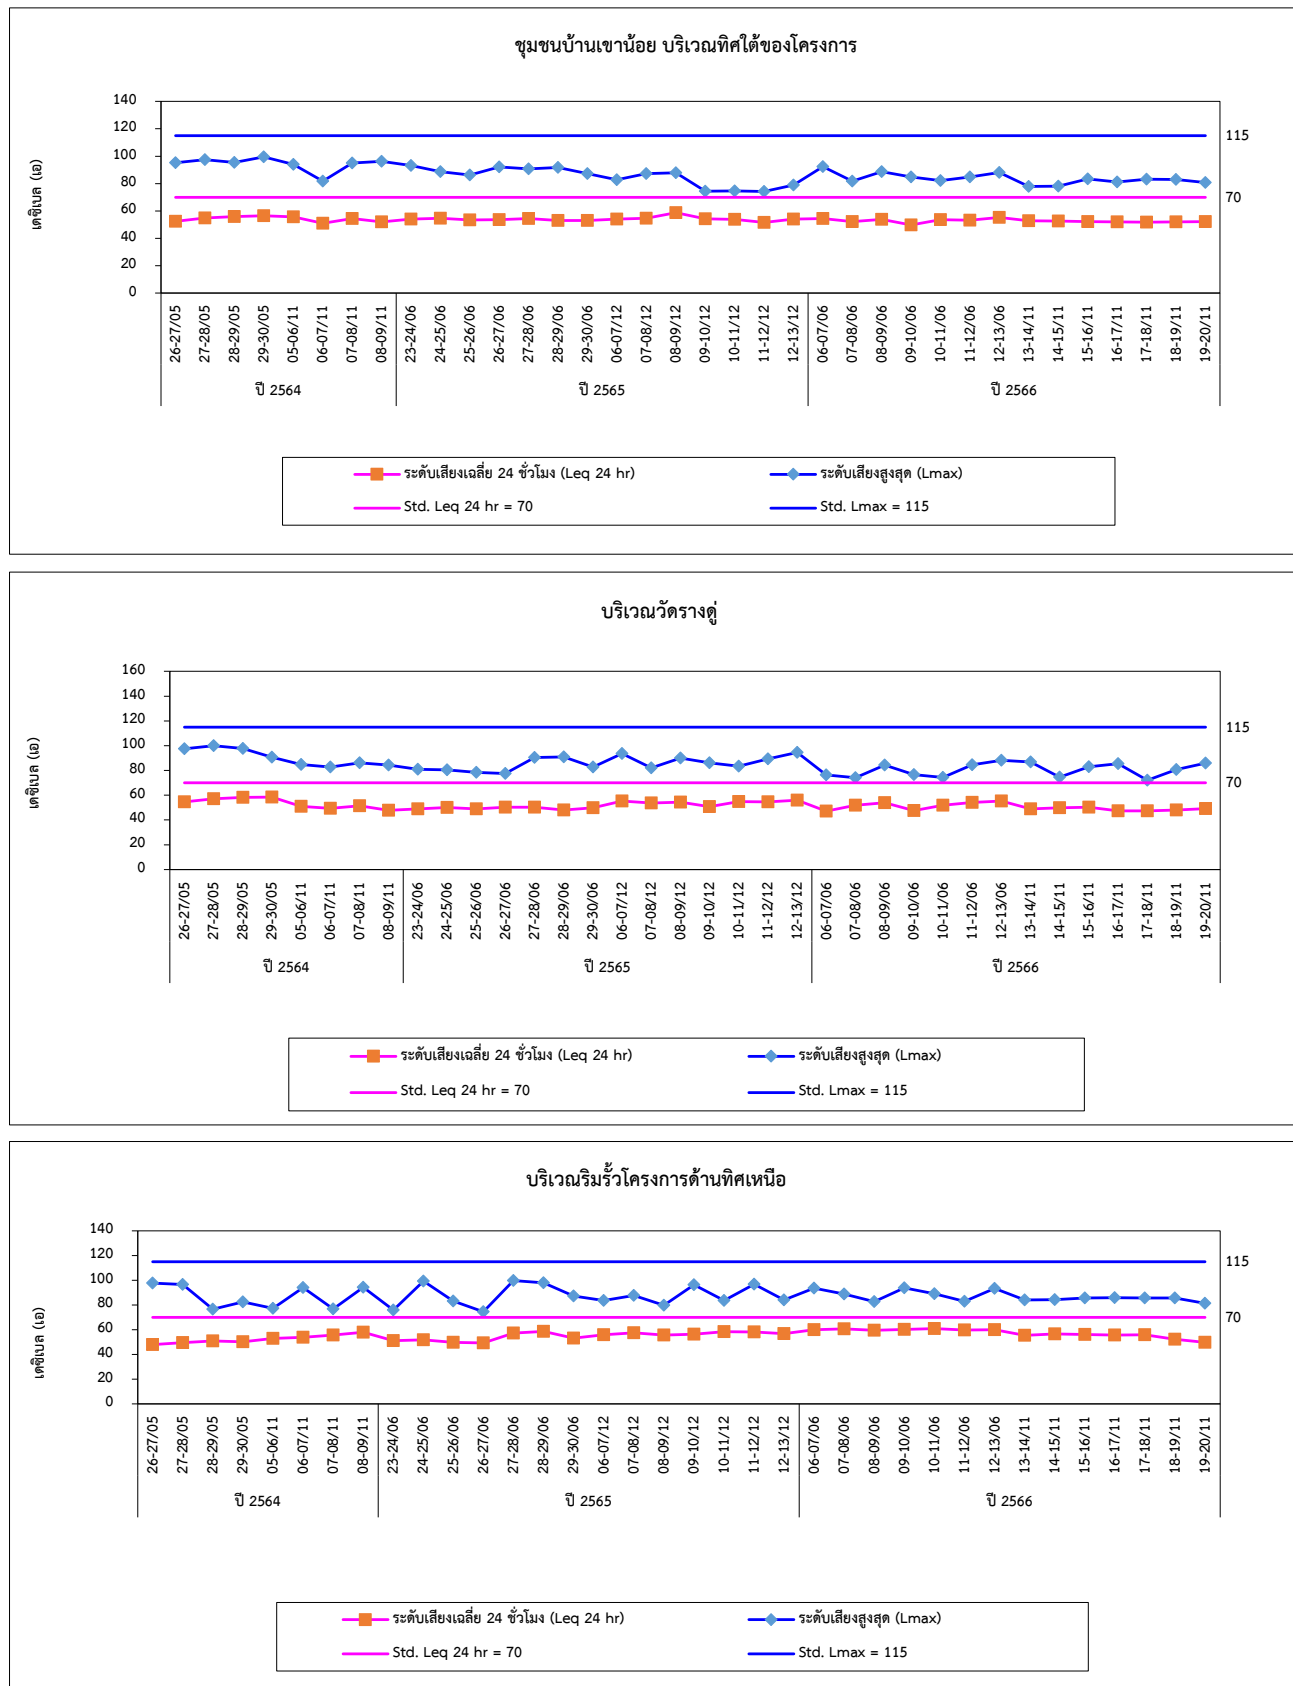 ชุมชนบ้านเขาน้อย บริเวณทิศใต้ของโครงการ
เดซิเบล (เอ)
140
120
100
80
60
40
20
0
115
70
26-27/05 27-28/05 28-29/05 29-30/05 05-06/11 06-07/11 07-08/11 08-09/11 23-24/06 24-25/06 25-26/06 26-27/06 27-28/06 28-29/06 29-30/06 06-07/12 07-08/12 08-09/12 09-10/12 10-11/12 11-12/12 12-13/12 06-07/06 07-08/06 08-09/06 09-10/06 10-11/06 11-12/06 12-13/06 13-14/11 14-15/11 15-16/11 16-17/11 17-18/11 18-19/11 19-20/11
ปี 2564 ปี 2565 ปี 2566
ระดับเสียงเฉลี่ย 24 ชั่วโมง (Leq 24 hr) ระดับเสียงสูงสุด (Lmax)
Std. Leq 24 hr = 70 Std. Lmax = 115
บริเวณวัดรางดู่
เดซิเบล (เอ)
160
140
120
100
80
60
40
20
0
115
70
26-27/05 27-28/05 28-29/05 29-30/05 05-06/11 06-07/11 07-08/11 08-09/11 23-24/06 24-25/06 25-26/06 26-27/06 27-28/06 28-29/06 29-30/06 06-07/12 07-08/12 08-09/12 09-10/12 10-11/12 11-12/12 12-13/12 06-07/06 07-08/06 08-09/06 09-10/06 10-11/06 11-12/06 12-13/06 13-14/11 14-15/11 15-16/11 16-17/11 17-18/11 18-19/11 19-20/11
ปี 2564 ปี 2565 ปี 2566
ระดับเสียงเฉลี่ย 24 ชั่วโมง (Leq 24 hr) ระดับเสียงสูงสุด (Lmax)
Std. Leq 24 hr = 70 Std. Lmax = 115
บริเวณริมรั้วโครงการด้านทิศเหนือ
เดซิเบล (เอ)
140
120
100
80
60
40
20
0
115
70
26-27/05 27-28/05 28-29/05 29-30/05 05-06/11 06-07/11 07-08/11 08-09/11 23-24/06 24-25/06 25-26/06 26-27/06 27-28/06 28-29/06 29-30/06 06-07/12 07-08/12 08-09/12 09-10/12 10-11/12 11-12/12 12-13/12 06-07/06 07-08/06 08-09/06 09-10/06 10-11/06 11-12/06 12-13/06 13-14/11 14-15/11 15-16/11 16-17/11 17-18/11 18-19/11 19-20/11
ปี 2564 ปี 2565 ปี 2566
ระดับเสียงเฉลี่ย 24 ชั่วโมง (Leq 24 hr) ระดับเสียงสูงสุด (Lmax)
Std. Leq 24 hr = 70 Std. Lmax = 115